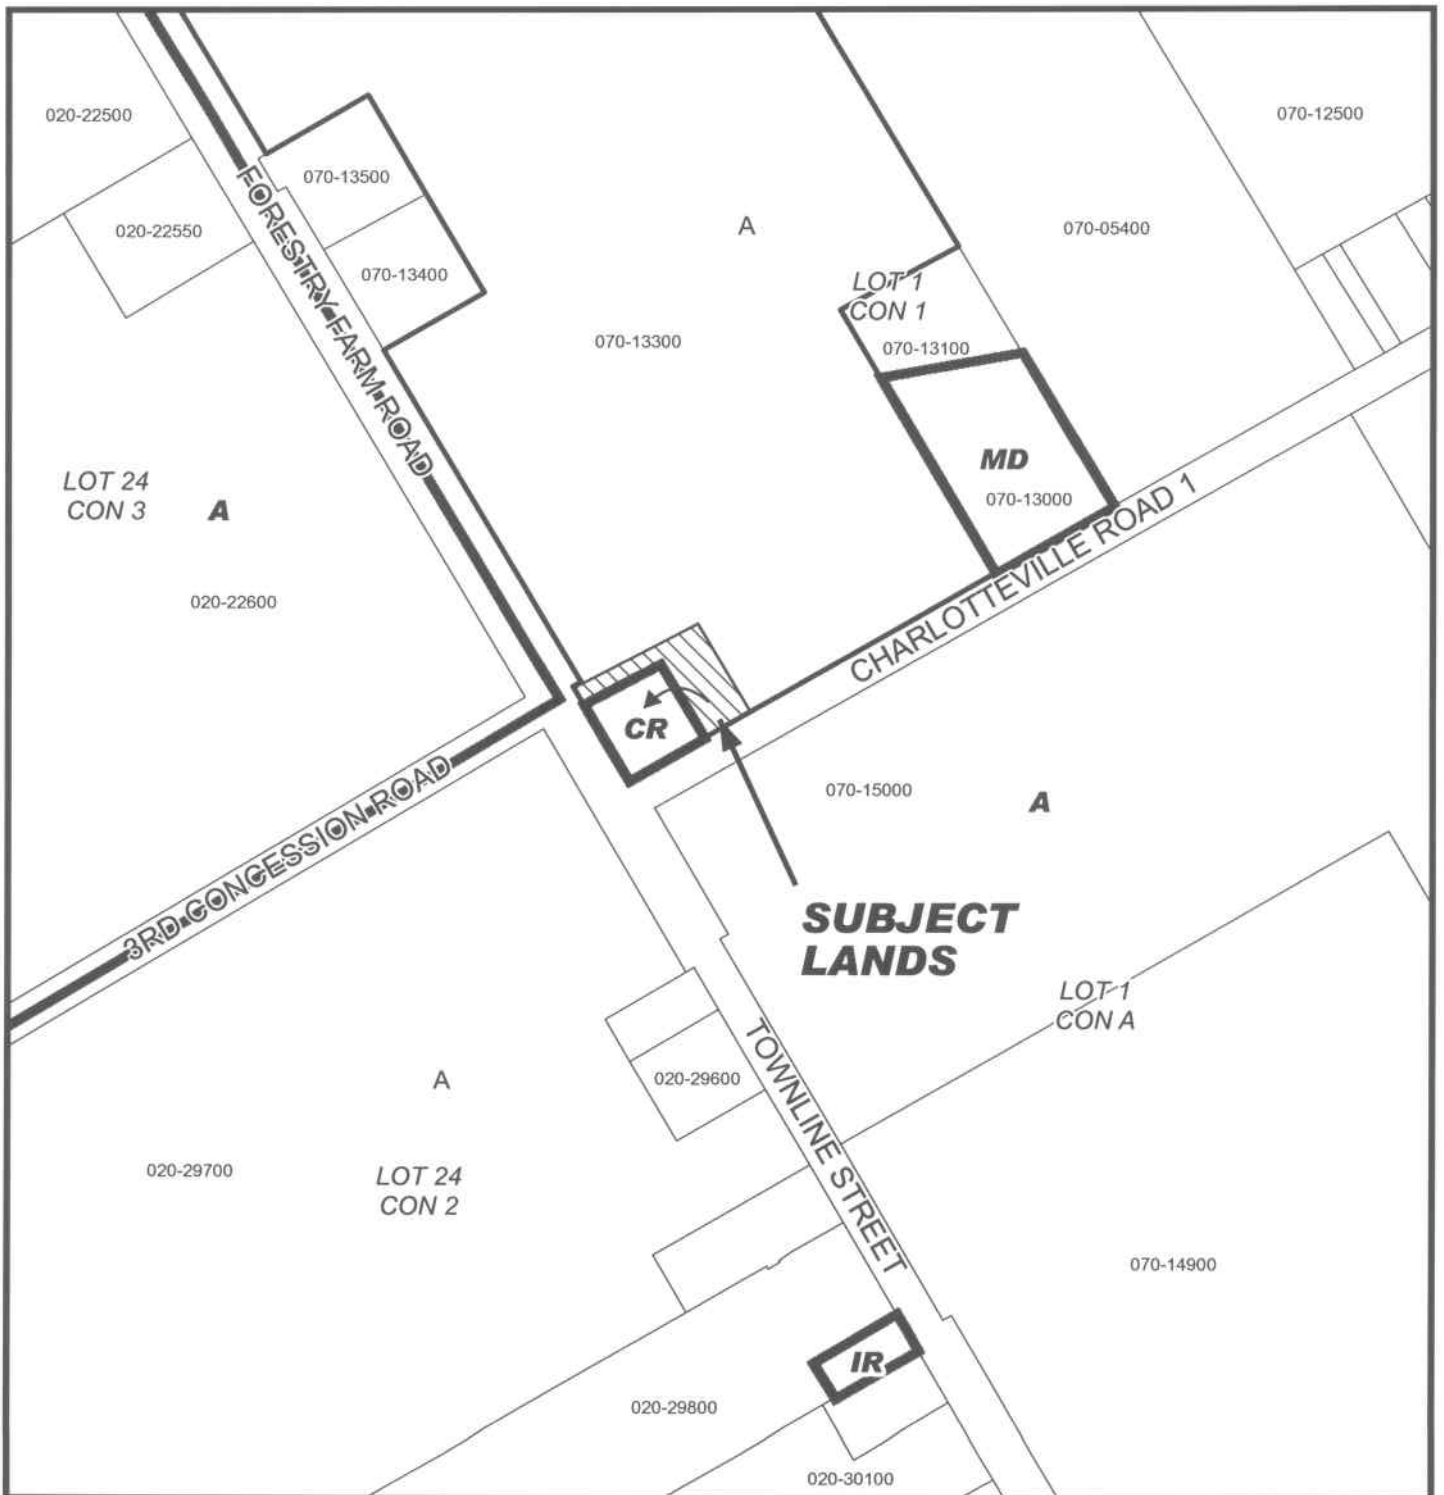 020-22500
070-12500
070-13500
020-22550
A
070-05400
FORESTRY FARM ROAD
070-13400
LOT 1
CON 1
070-13300
070-13100
MD
070-13000
LOT 24
CON 3
A
CHARLOTTEVILLE ROAD 1
020-22600
CR
070-15000
A
3RD CONCESSION ROAD
SUBJECT
LANDS
LOT 1
CON A
TOWNLINE STREET
A
020-29600
020-29700
LOT 24
CON 2
070-14900
IR
020-29800
020-30100